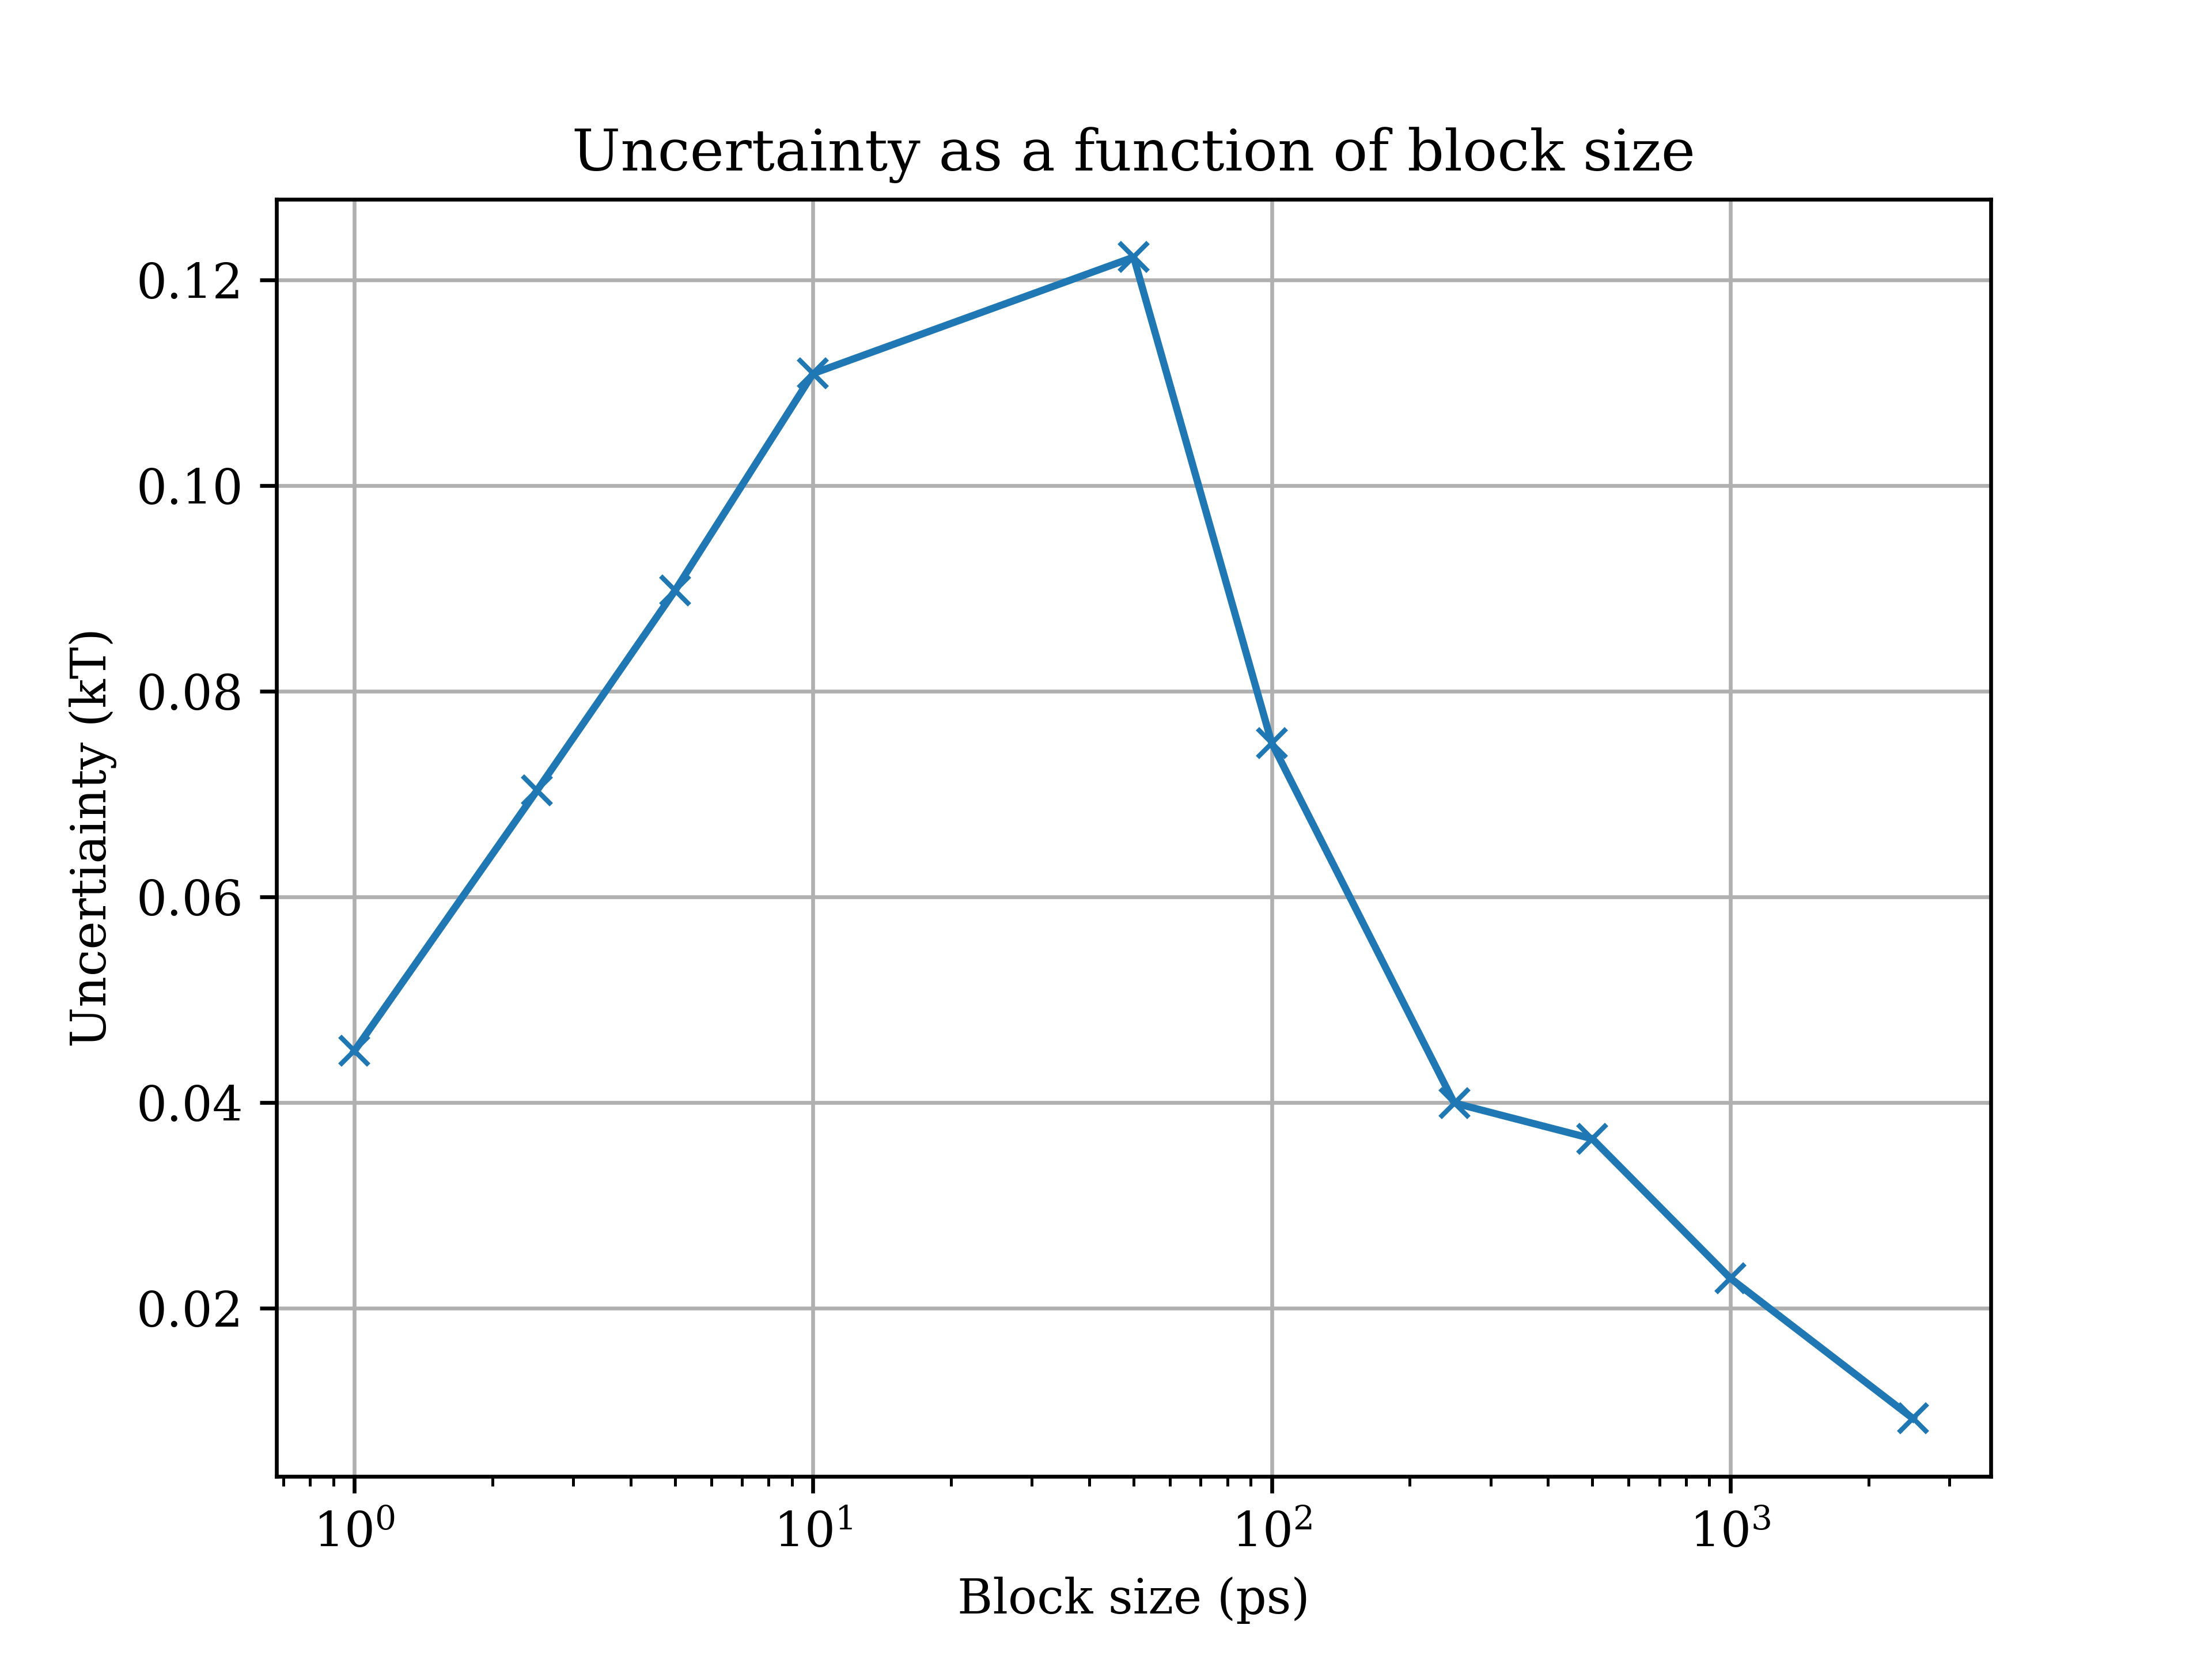 Uncertainty as a function of block size
0.12
0.10
0.08
0.06
0.04
0.02
Uncertiainty (kT)
10⁰ 10¹ 10² 10³
Block size (ps)